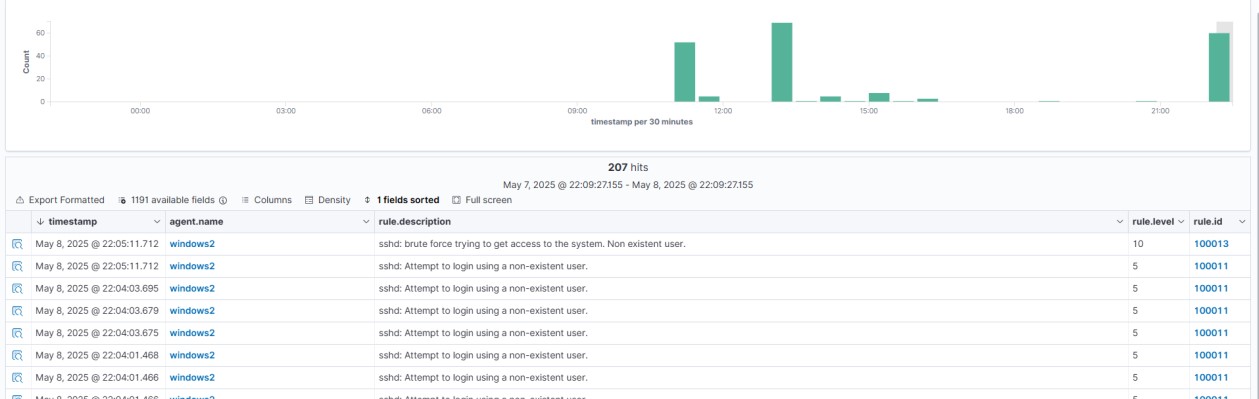 60
40
20
0
Count
00:00 03:00 06:00 09:00 12:00 15:00 18:00 21:00
timestamp per 30 minutes
207 hits
May 7, 2025 @ 22:09:27.155 - May 8, 2025 @ 22:09:27.155
Export Formatted 1191 available fields Columns Density 1 fields sorted Full screen
timestamp agent.name rule.description rule.level rule.id
May 8, 2025 @ 22:05:11.712 windows2 sshd: brute force trying to get access to the system. Non existent user. 10 100013
May 8, 2025 @ 22:05:11.712 windows2 sshd: Attempt to login using a non-existent user. 5 100011
May 8, 2025 @ 22:04:03.695 windows2 sshd: Attempt to login using a non-existent user. 5 100011
May 8, 2025 @ 22:04:03.679 windows2 sshd: Attempt to login using a non-existent user. 5 100011
May 8, 2025 @ 22:04:03.675 windows2 sshd: Attempt to login using a non-existent user. 5 100011
May 8, 2025 @ 22:04:01.468 windows2 sshd: Attempt to login using a non-existent user. 5 100011
May 8, 2025 @ 22:04:01.466 windows2 sshd: Attempt to login using a non-existent user. 5 100011